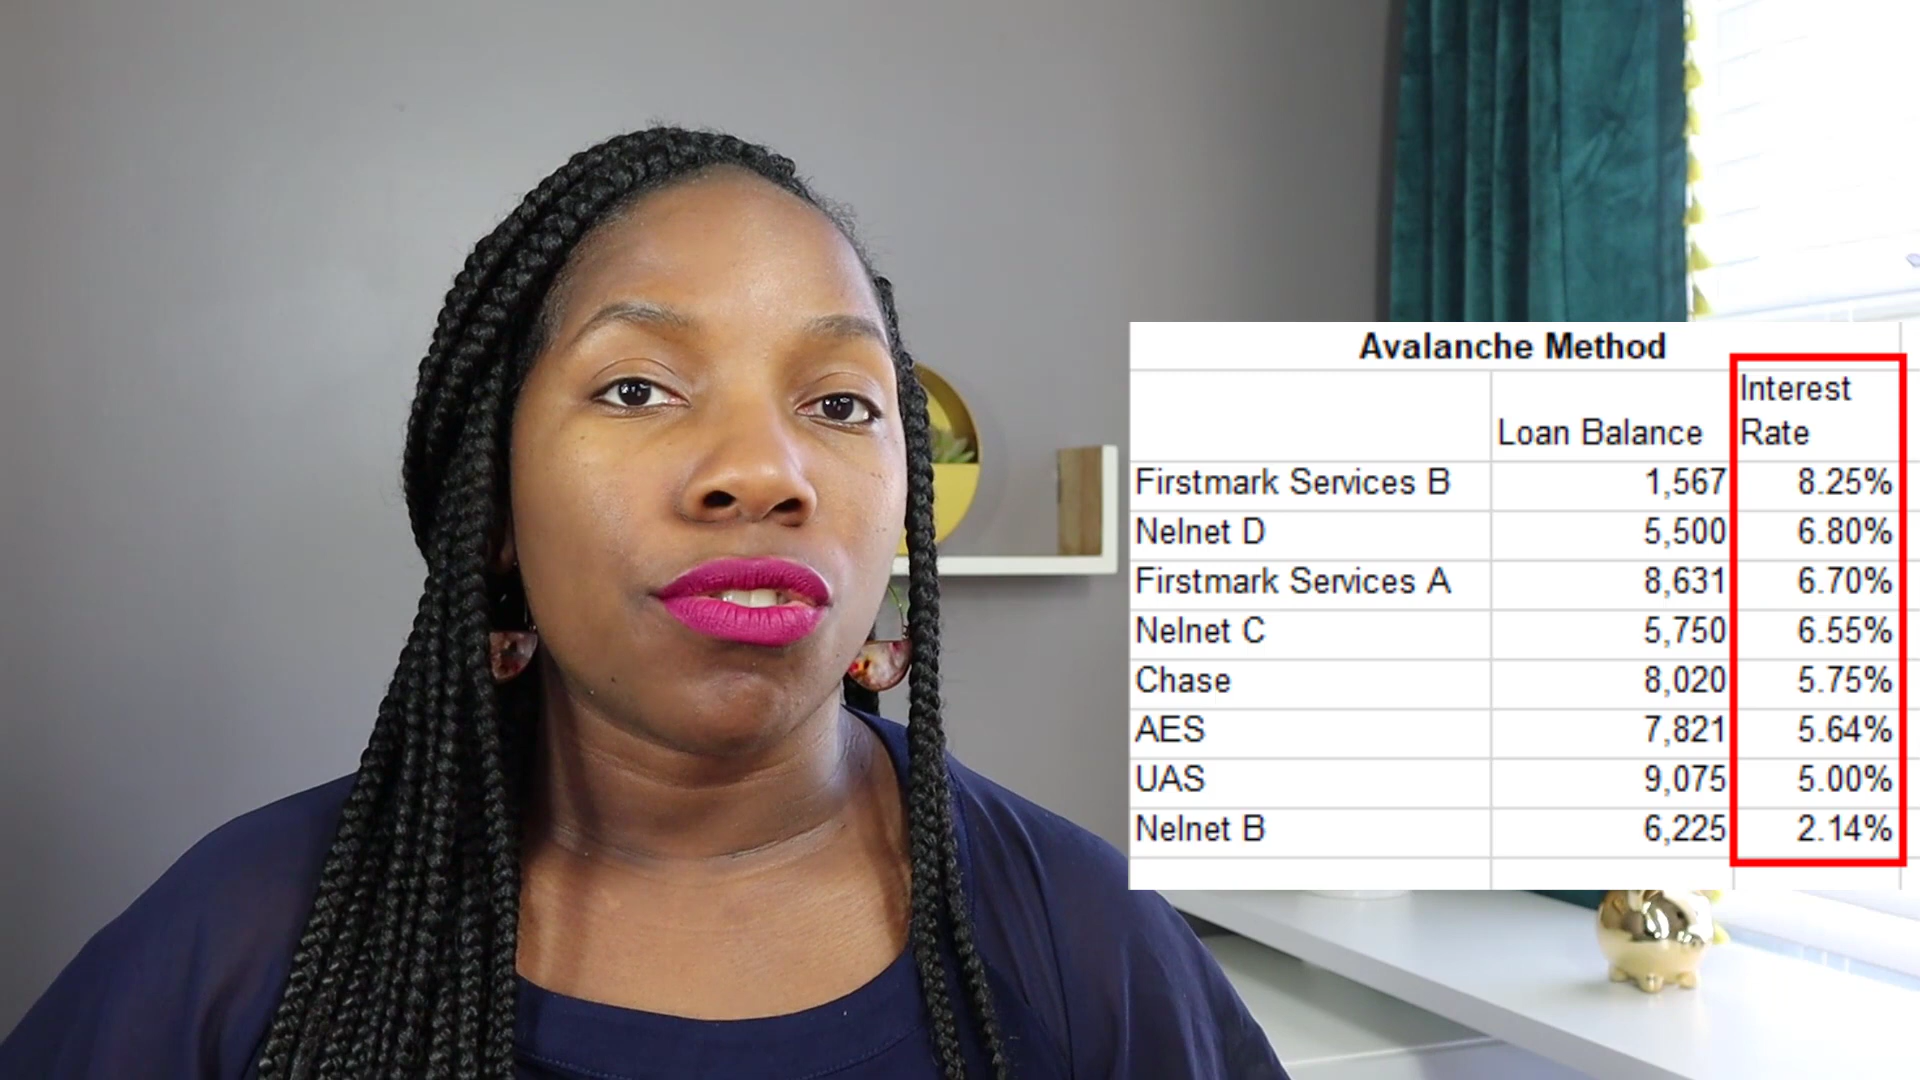 Avalanche Method
Interest
Loan Balance Rate
Firstmark Services B 1,567 8.25%
Nelnet D 5,500 6.80%
Firstmark Services A 8,631 6.70%
Nelnet C 5,750 6.55%
Chase 8,020 5.75%
AES 7,821 5.64%
UAS 9,075 5.00%
Nelnet B 6,225 2.14%